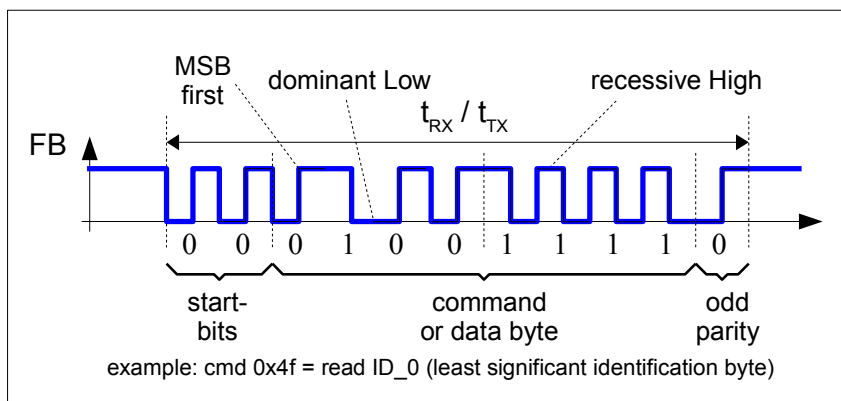 MSB
first
dominant Low
recessive High
t_RX / t_TX
FB
0 0 0 1 0 0 1 1 1 1 0
start-
bits
command
or data byte
odd
parity
example: cmd 0x4f = read ID_0 (least significant identification byte)